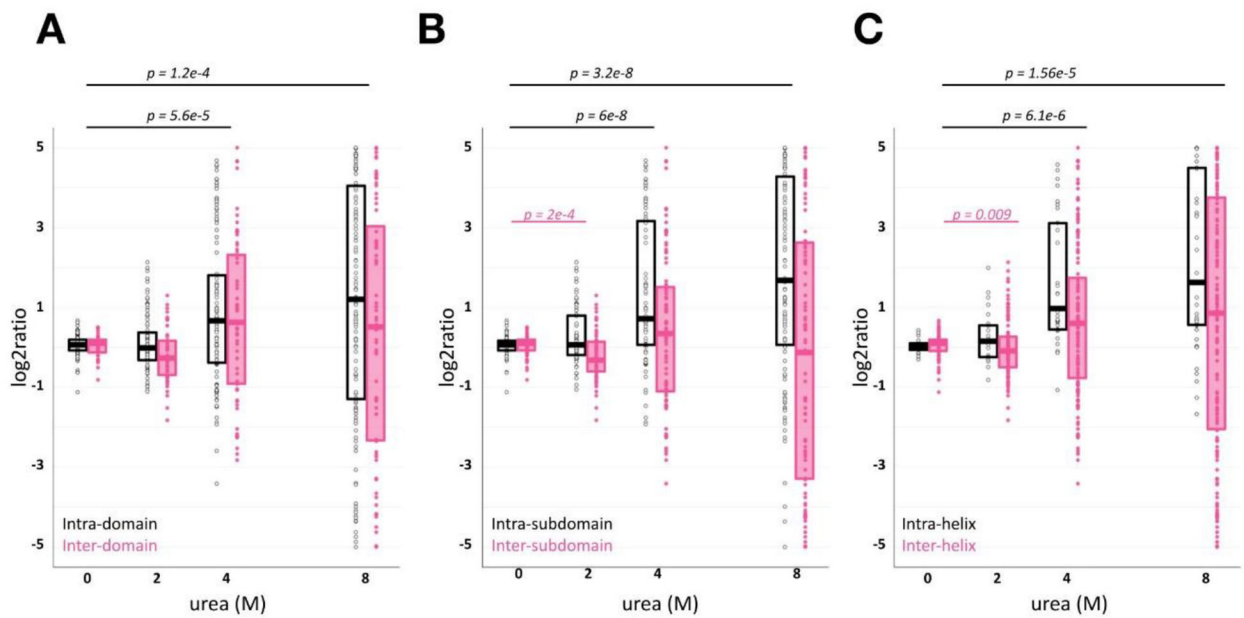 A
p = 1.2e-4
p = 5.6e-5
5
3
1
-1
-3
-5
log2ratio
Intra-domain
Inter-domain
0 2 4 8
urea (M)
B
p = 3.2e-8
p = 6e-8
p = 2e-4
5
3
1
-1
-3
-5
log2ratio
Intra-subdomain
Inter-subdomain
0 2 4 8
urea (M)
C
p = 1.56e-5
p = 6.1e-6
p = 0.009
5
3
1
-1
-3
-5
log2ratio
Intra-helix
Inter-helix
0 2 4 8
urea (M)